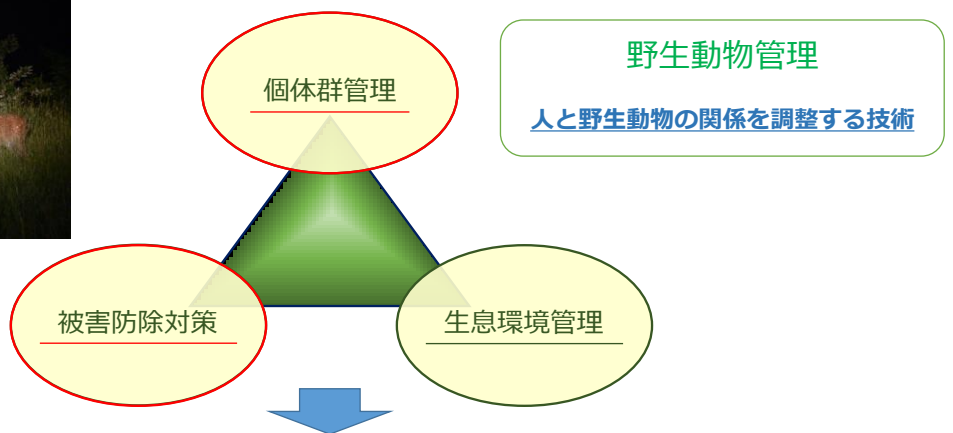 個体群管理
野生動物管理
人と野生動物の関係を調整する技術
被害防除対策
生息環境管理